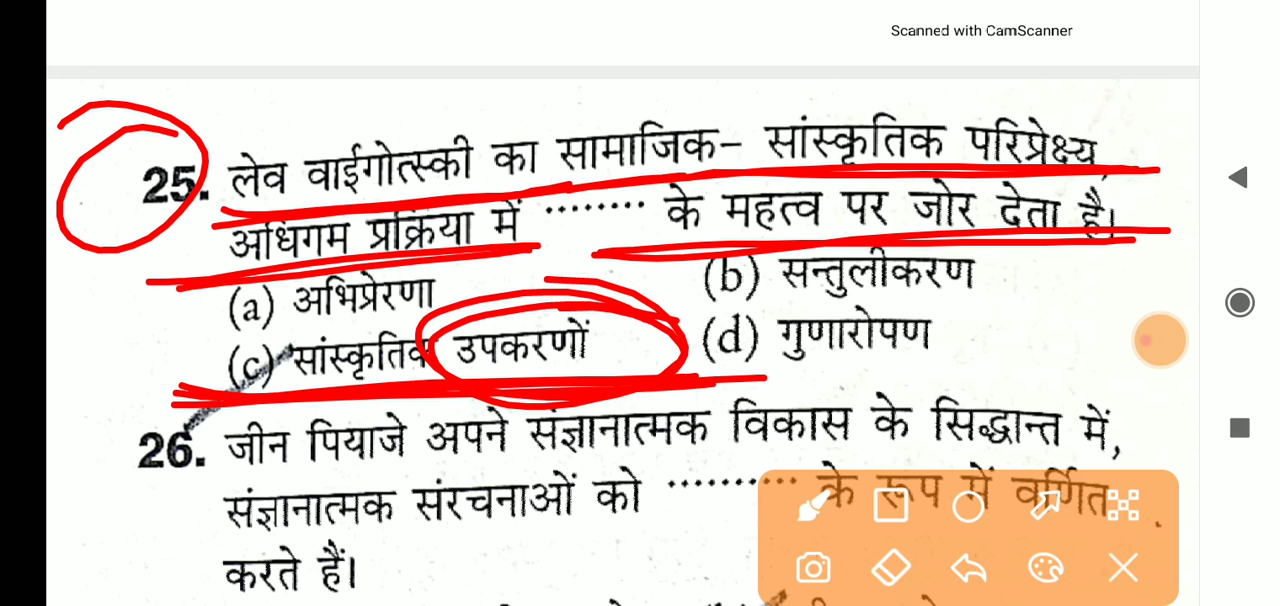 Scanned with CamScanner
25. लेव वाईगोत्स्की का सामाजिक- सांस्कृतिक परिप्रेक्ष्य,
अधिगम प्रक्रिया में ········ के महत्व पर जोर देता है।
(a) अभिप्रेरणा (b) सन्तुलीकरण
(c) सांस्कृतिक उपकरणों (d) गुणारोपण
26. जीन पियाजे अपने संज्ञानात्मक विकास के सिद्धान्त में,
संज्ञानात्मक संरचनाओं को ·········· के रूप में वर्णित
करते हैं।